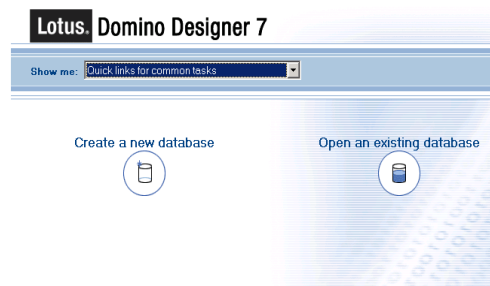 Lotus. Domino Designer 7
Show me: Quick links for common tasks
Create a new database
Open an existing database